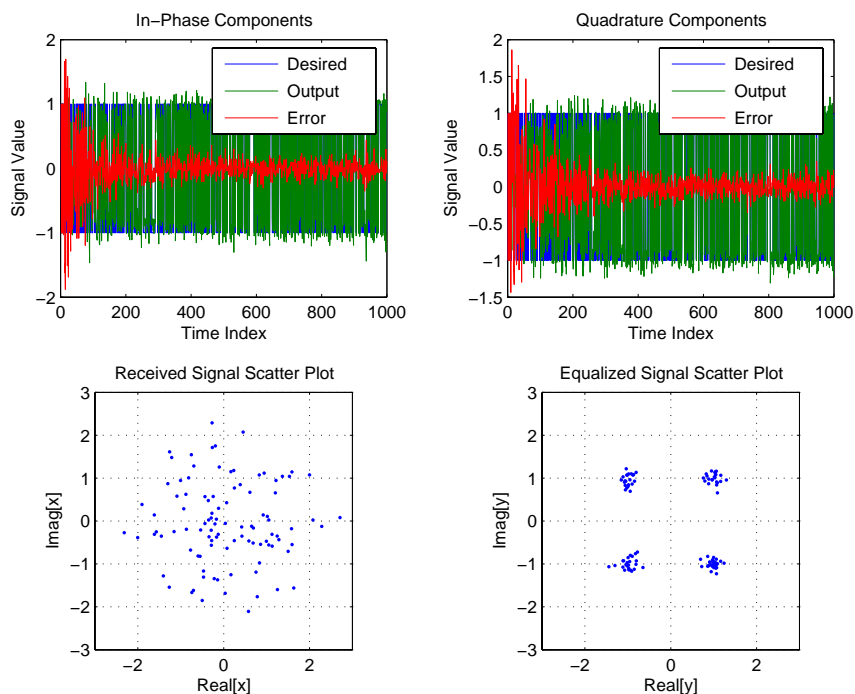 In−Phase Components
2
1
0
−1
−2
0
200
400
600
800
1000
Signal Value
Time Index
Desired
Output
Error
Quadrature Components
2
1.5
1
0.5
0
−0.5
−1
−1.5
0
200
400
600
800
1000
Signal Value
Time Index
Desired
Output
Error
Received Signal Scatter Plot
3
2
1
0
−1
−2
−3
−2
0
2
Imag[x]
Real[x]
Equalized Signal Scatter Plot
3
2
1
0
−1
−2
−3
−2
0
2
Imag[y]
Real[y]